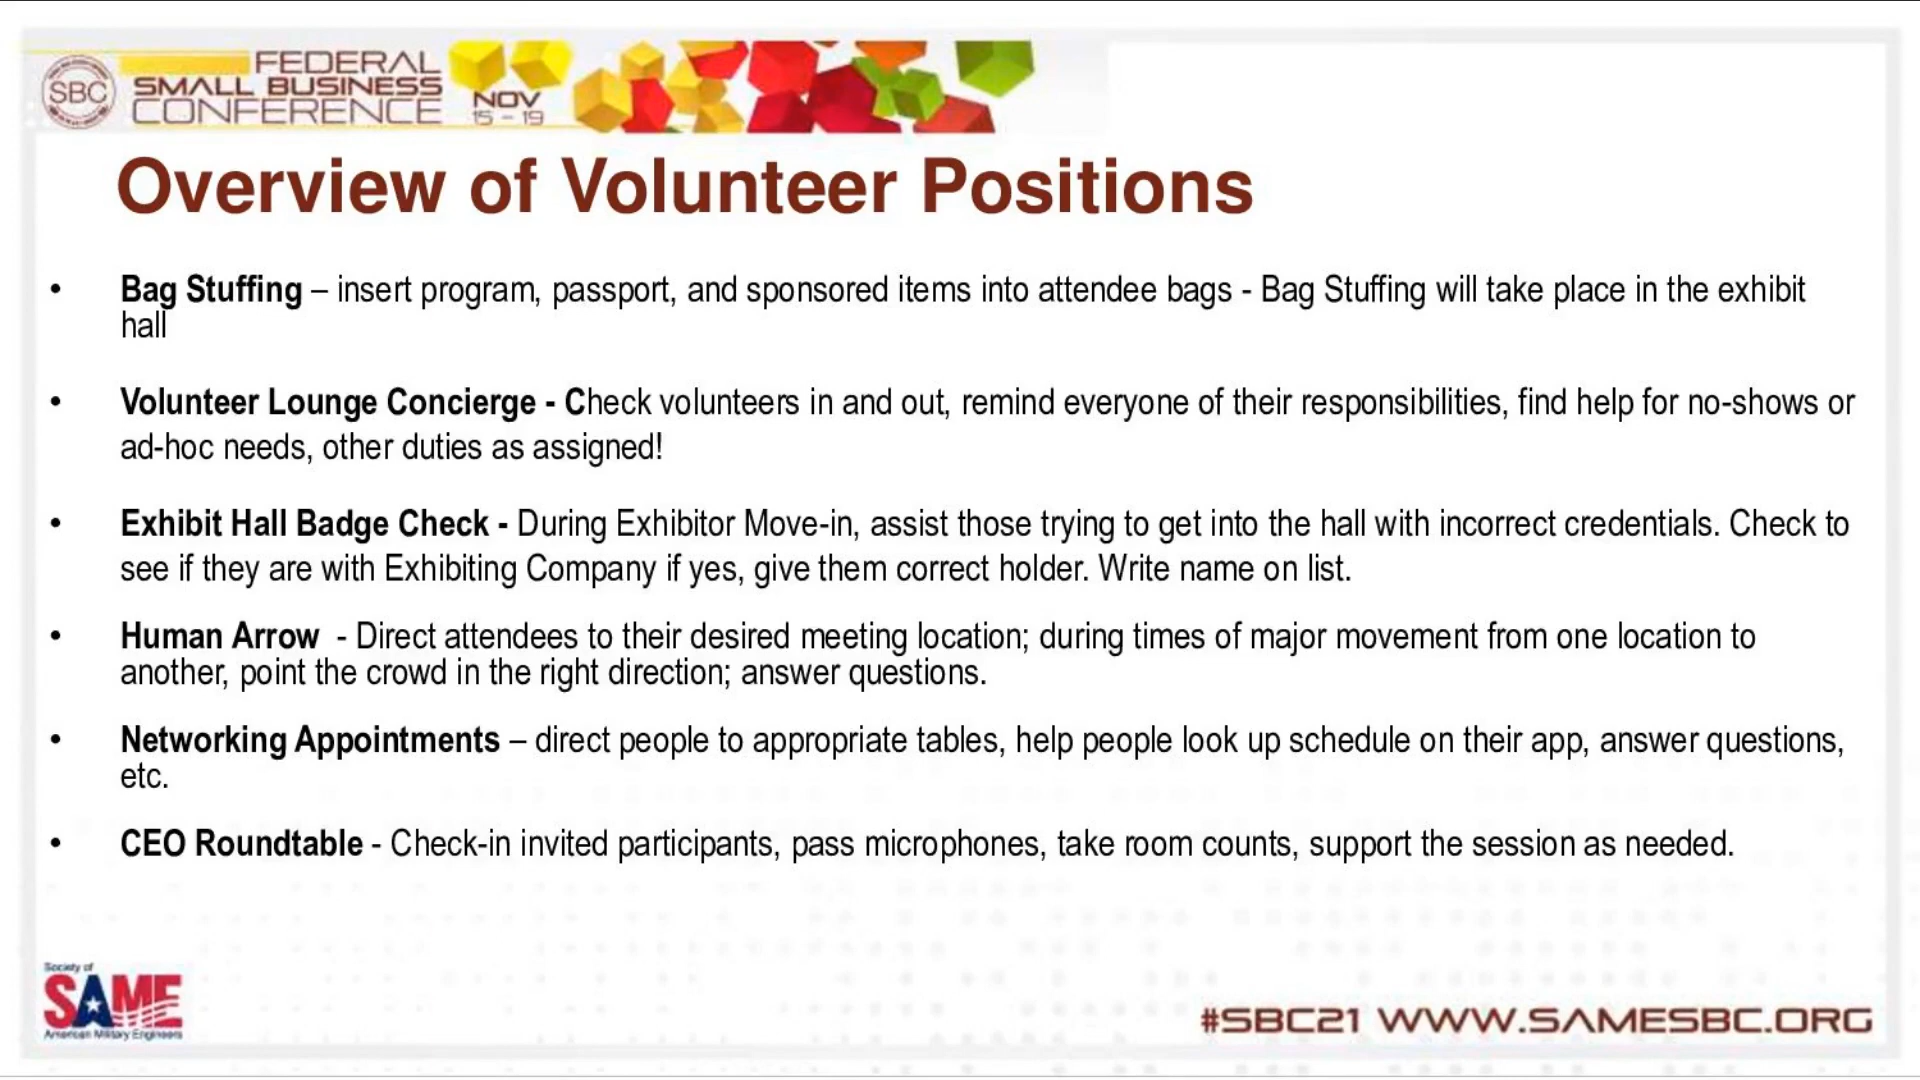 SBC
FEDERAL
SMALL BUSINESS
CONFERENCE
NOV
15 - 19
Overview of Volunteer Positions
• Bag Stuffing – insert program, passport, and sponsored items into attendee bags - Bag Stuffing will take place in the exhibit
hall
• Volunteer Lounge Concierge - Check volunteers in and out, remind everyone of their responsibilities, find help for no-shows or
ad-hoc needs, other duties as assigned!
• Exhibit Hall Badge Check - During Exhibitor Move-in, assist those trying to get into the hall with incorrect credentials. Check to
see if they are with Exhibiting Company if yes, give them correct holder. Write name on list.
• Human Arrow - Direct attendees to their desired meeting location; during times of major movement from one location to
another, point the crowd in the right direction; answer questions.
• Networking Appointments – direct people to appropriate tables, help people look up schedule on their app, answer questions,
etc.
• CEO Roundtable - Check-in invited participants, pass microphones, take room counts, support the session as needed.
Society of
SAME
American Military Engineers
#SBC21 WWW.SAMESBC.ORG